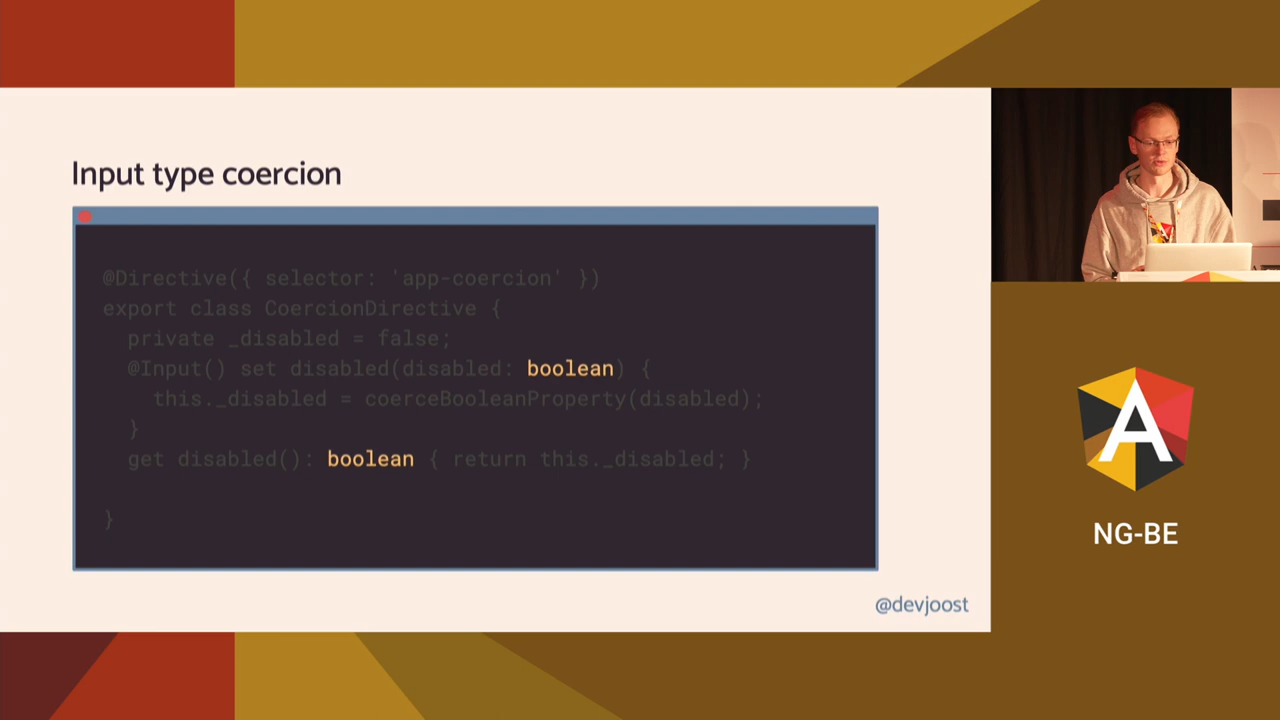 Input type coercion
@Directive({ selector: 'app-coercion' })
export class CoercionDirective {
private _disabled = false;
@Input() set disabled(disabled: boolean) {
this._disabled = coerceBooleanProperty(disabled);
}
get disabled(): boolean { return this._disabled; }
}
@devjoost
A
NG-BE